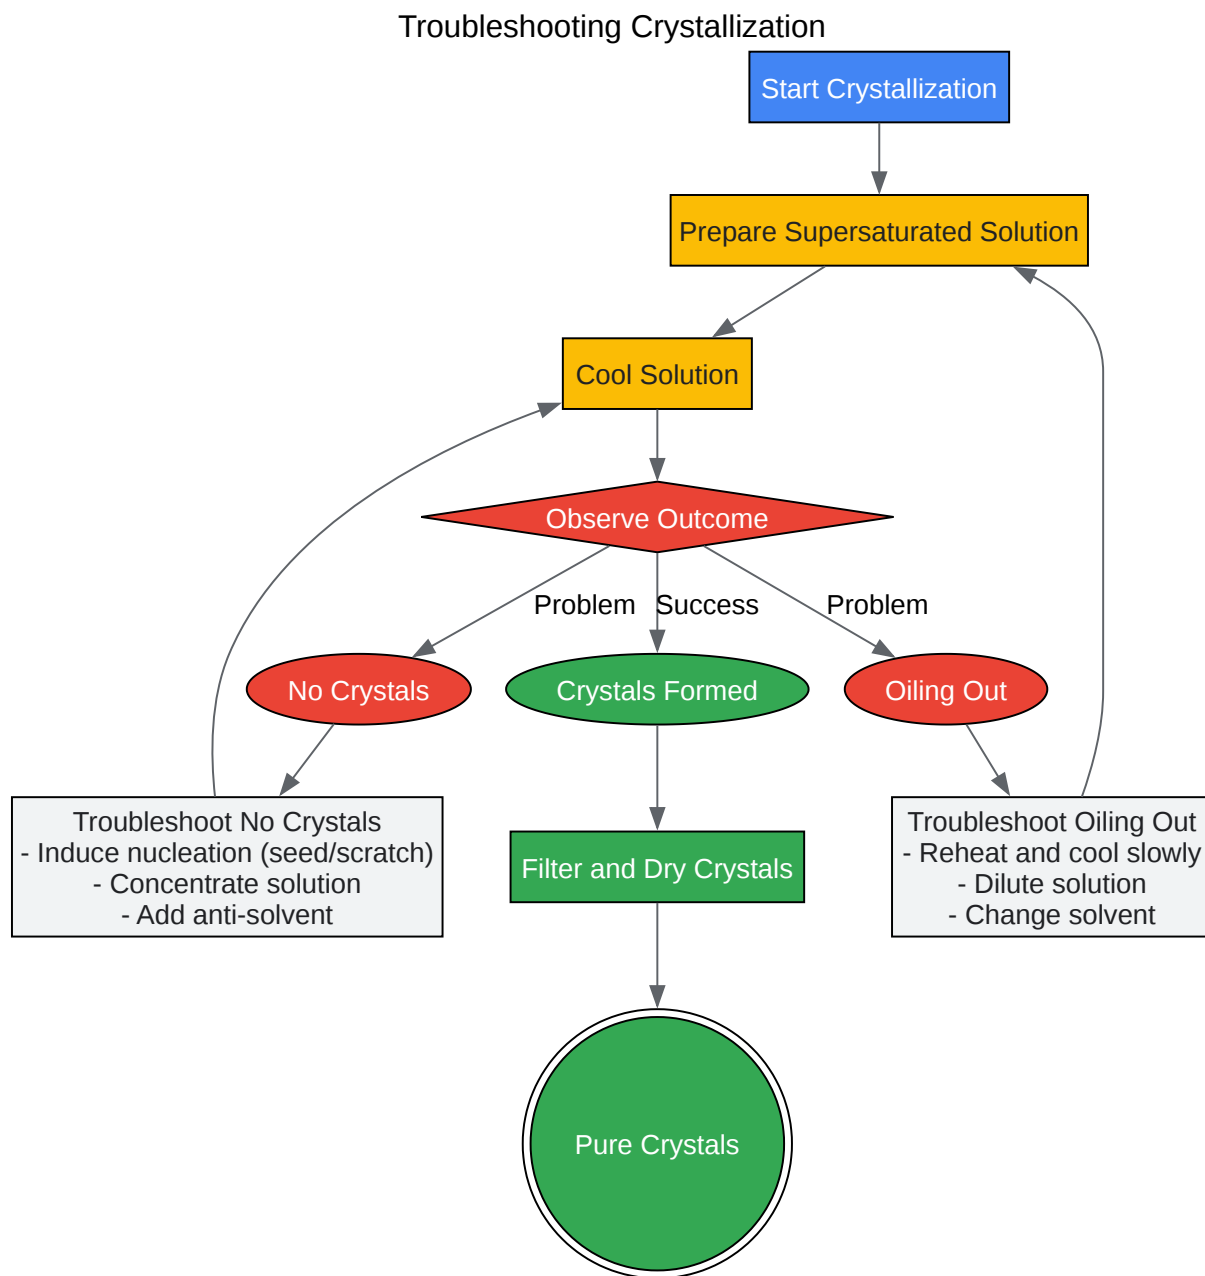 Troubleshooting Crystallization
Start Crystallization
Prepare Supersaturated Solution
Cool Solution
Observe Outcome
Problem
Success
Problem
No Crystals
Crystals Formed
Oiling Out
Troubleshoot No Crystals
- Induce nucleation (seed/scratch)
- Concentrate solution
- Add anti-solvent
Filter and Dry Crystals
Troubleshoot Oiling Out
- Reheat and cool slowly
- Dilute solution
- Change solvent
Pure Crystals